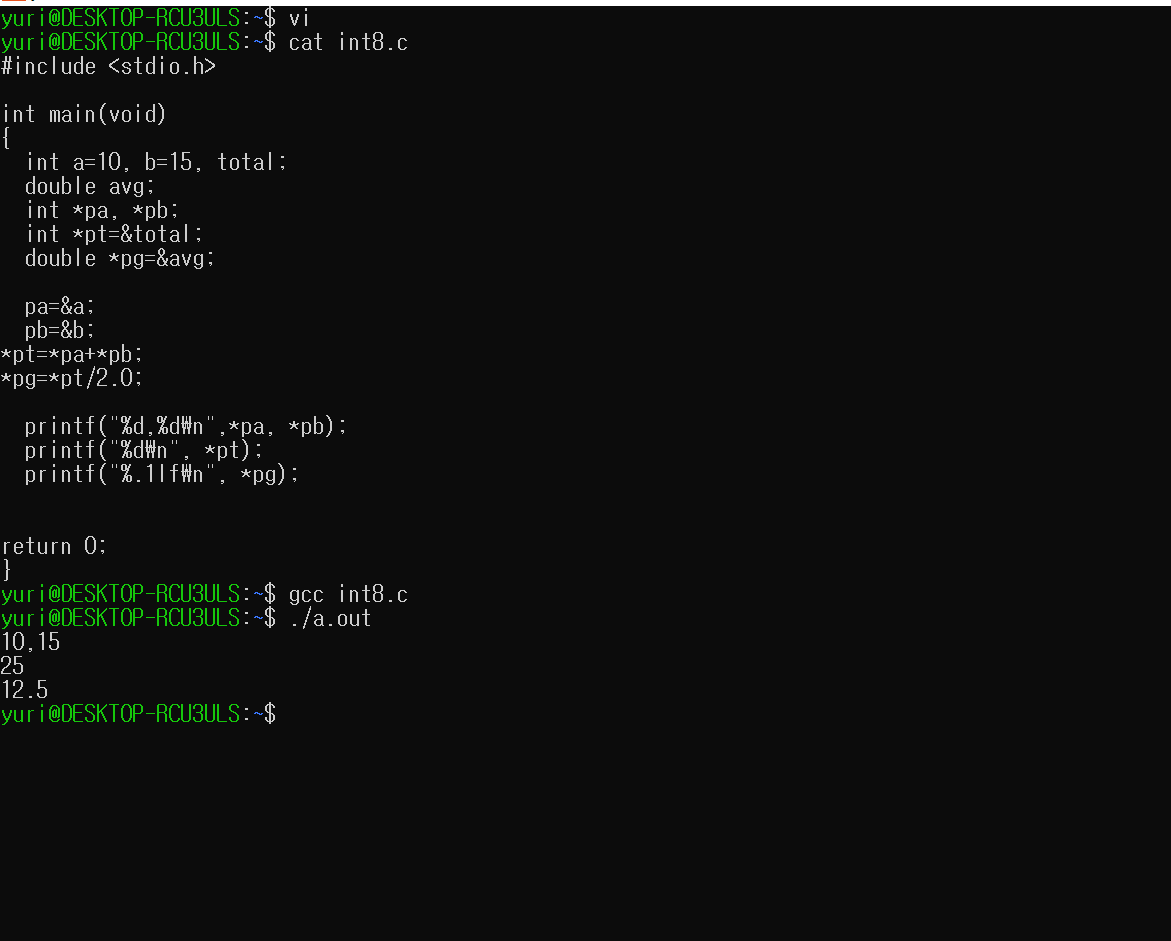 yuri@DESKTOP-RCU3ULS:~$ vi
yuri@DESKTOP-RCU3ULS:~$ cat int8.c
#include <stdio.h>
int main(void)
{
  int a=10, b=15, total;
  double avg;
  int *pa, *pb;
  int *pt=&total;
  double *pg=&avg;
  pa=&a;
  pb=&b;
*pt=*pa+*pb;
*pg=*pt/2.0;
  printf("%d,%d₩n",*pa, *pb);
  printf("%d₩n", *pt);
  printf("%.1lf₩n", *pg);
return 0;
}
yuri@DESKTOP-RCU3ULS:~$ gcc int8.c
yuri@DESKTOP-RCU3ULS:~$ ./a.out
10,15
25
12.5
yuri@DESKTOP-RCU3ULS:~$